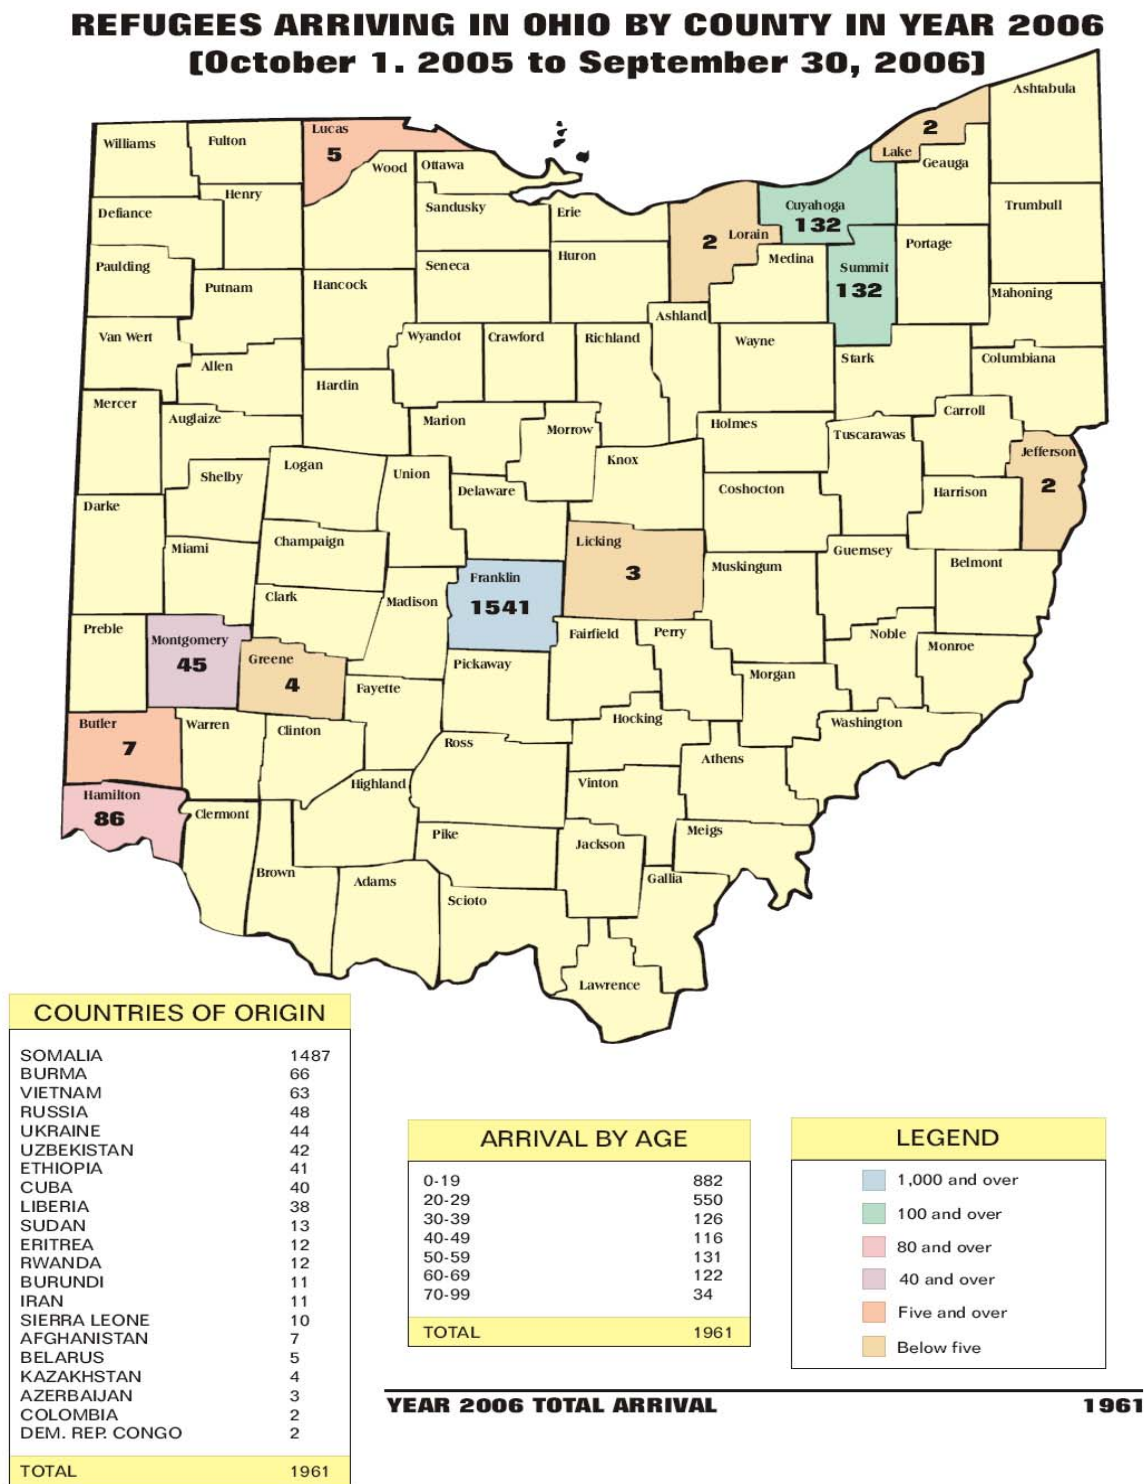 REFUGEES ARRIVING IN OHIO BY COUNTY IN YEAR 2006
[October 1. 2005 to September 30, 2006]
Ashtabula
Williams
Fulton
Lucas
5
2
Lake
Geauga
Wood
Ottawa
Henry
Defiance
Sandusky
Erie
Cuyahoga
132
Trumbull
2
Lorain
Portage
Paulding
Putnam
Hancock
Seneca
Huron
Medina
Summit
132
Mahoning
Ashland
Van Wert
Wyandot
Crawford
Richland
Wayne
Stark
Columbiana
Allen
Hardin
Mercer
Auglaize
Marion
Morrow
Holmes
Tuscarawas
Carroll
Jefferson
2
Shelby
Logan
Union
Knox
Delaware
Coshocton
Harrison
Darke
Miami
Champaign
Licking
3
Guernsey
Belmont
Muskingum
Franklin
1541
Clark
Madison
Preble
Montgomery
45
Fairfield
Perry
Noble
Monroe
Greene
4
Pickaway
Fayette
Morgan
Butler
7
Warren
Clinton
Hocking
Washington
Ross
Athens
Highland
Vinton
Hamilton
86
Clermont
Pike
Jackson
Meigs
Brown
Adams
Gallia
Scioto
Lawrence
COUNTRIES OF ORIGIN
SOMALIA 1487
BURMA 66
VIETNAM 63
RUSSIA 48
UKRAINE 44
UZBEKISTAN 42
ETHIOPIA 41
CUBA 40
LIBERIA 38
SUDAN 13
ERITREA 12
RWANDA 12
BURUNDI 11
IRAN 11
SIERRA LEONE 10
AFGHANISTAN 7
BELARUS 5
KAZAKHSTAN 4
AZERBAIJAN 3
COLOMBIA 2
DEM. REP. CONGO 2
TOTAL 1961
ARRIVAL BY AGE
0-19 882
20-29 550
30-39 126
40-49 116
50-59 131
60-69 122
70-99 34
TOTAL 1961
LEGEND
1,000 and over
100 and over
80 and over
40 and over
Five and over
Below five
YEAR 2006 TOTAL ARRIVAL 1961